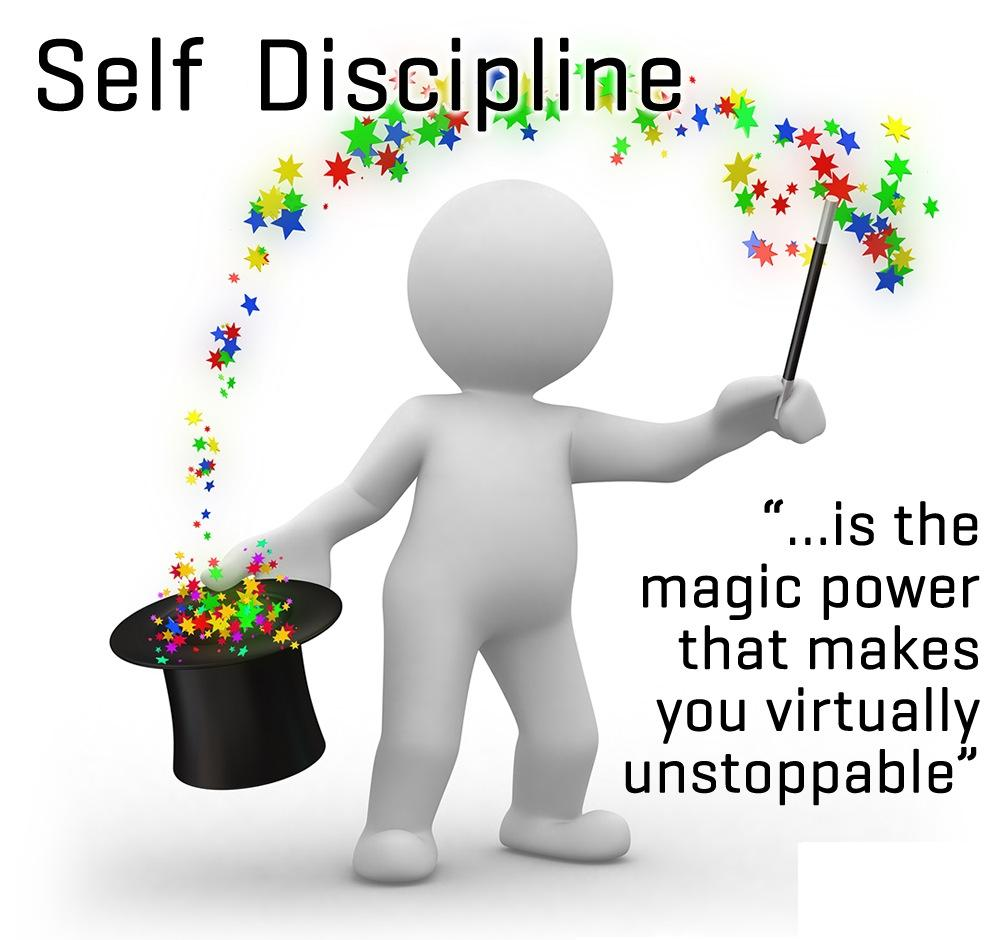 Self Discipline
“...is the
magic power
that makes
you virtually
unstoppable”